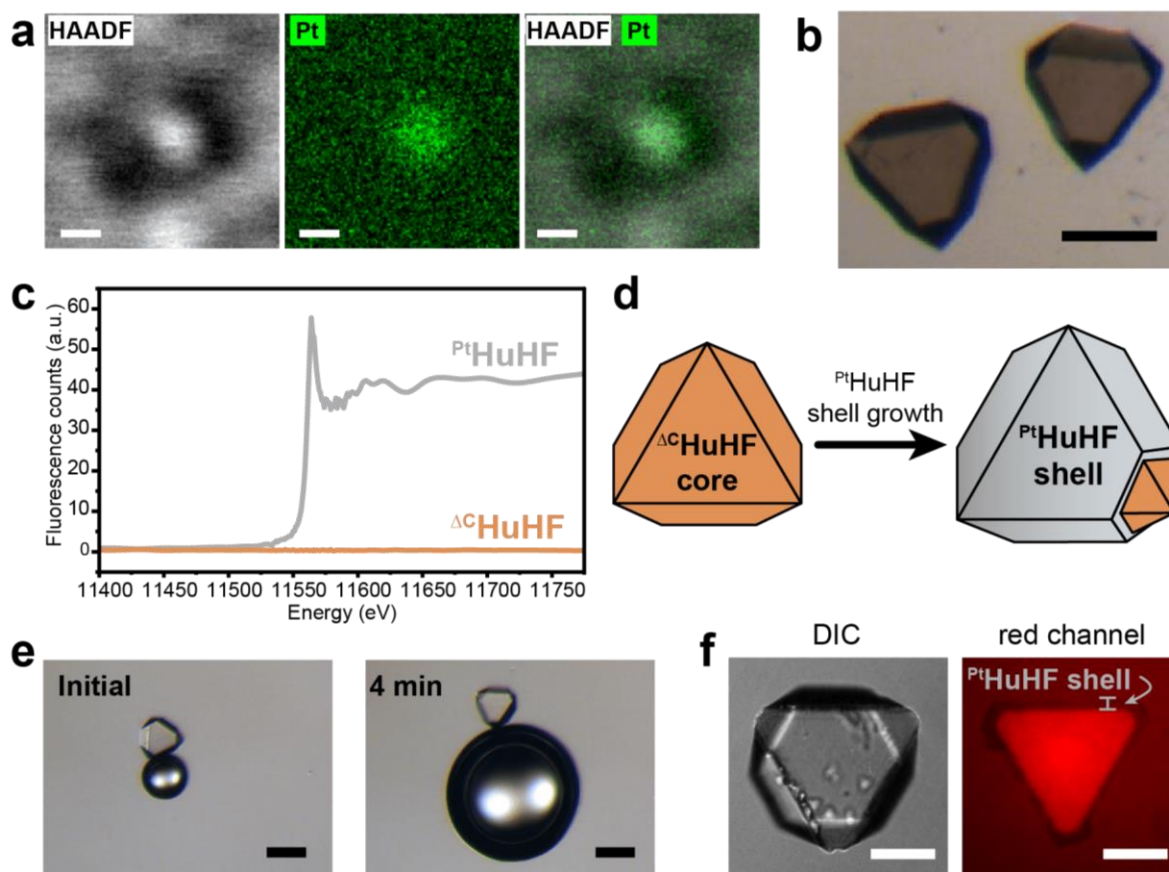 a
HAADF
Pt
HAADF Pt
b
c
Fluorescence counts (a.u.)
60
50
40
30
20
10
0
PtHuHF
ΔCHuHF
11400 11450 11500 11550 11600 11650 11700 11750
Energy (eV)
d
ΔCHuHF
core
PtHuHF
shell growth
PtHuHF
shell
e
Initial
4 min
f
DIC
red channel
PtHuHF shell